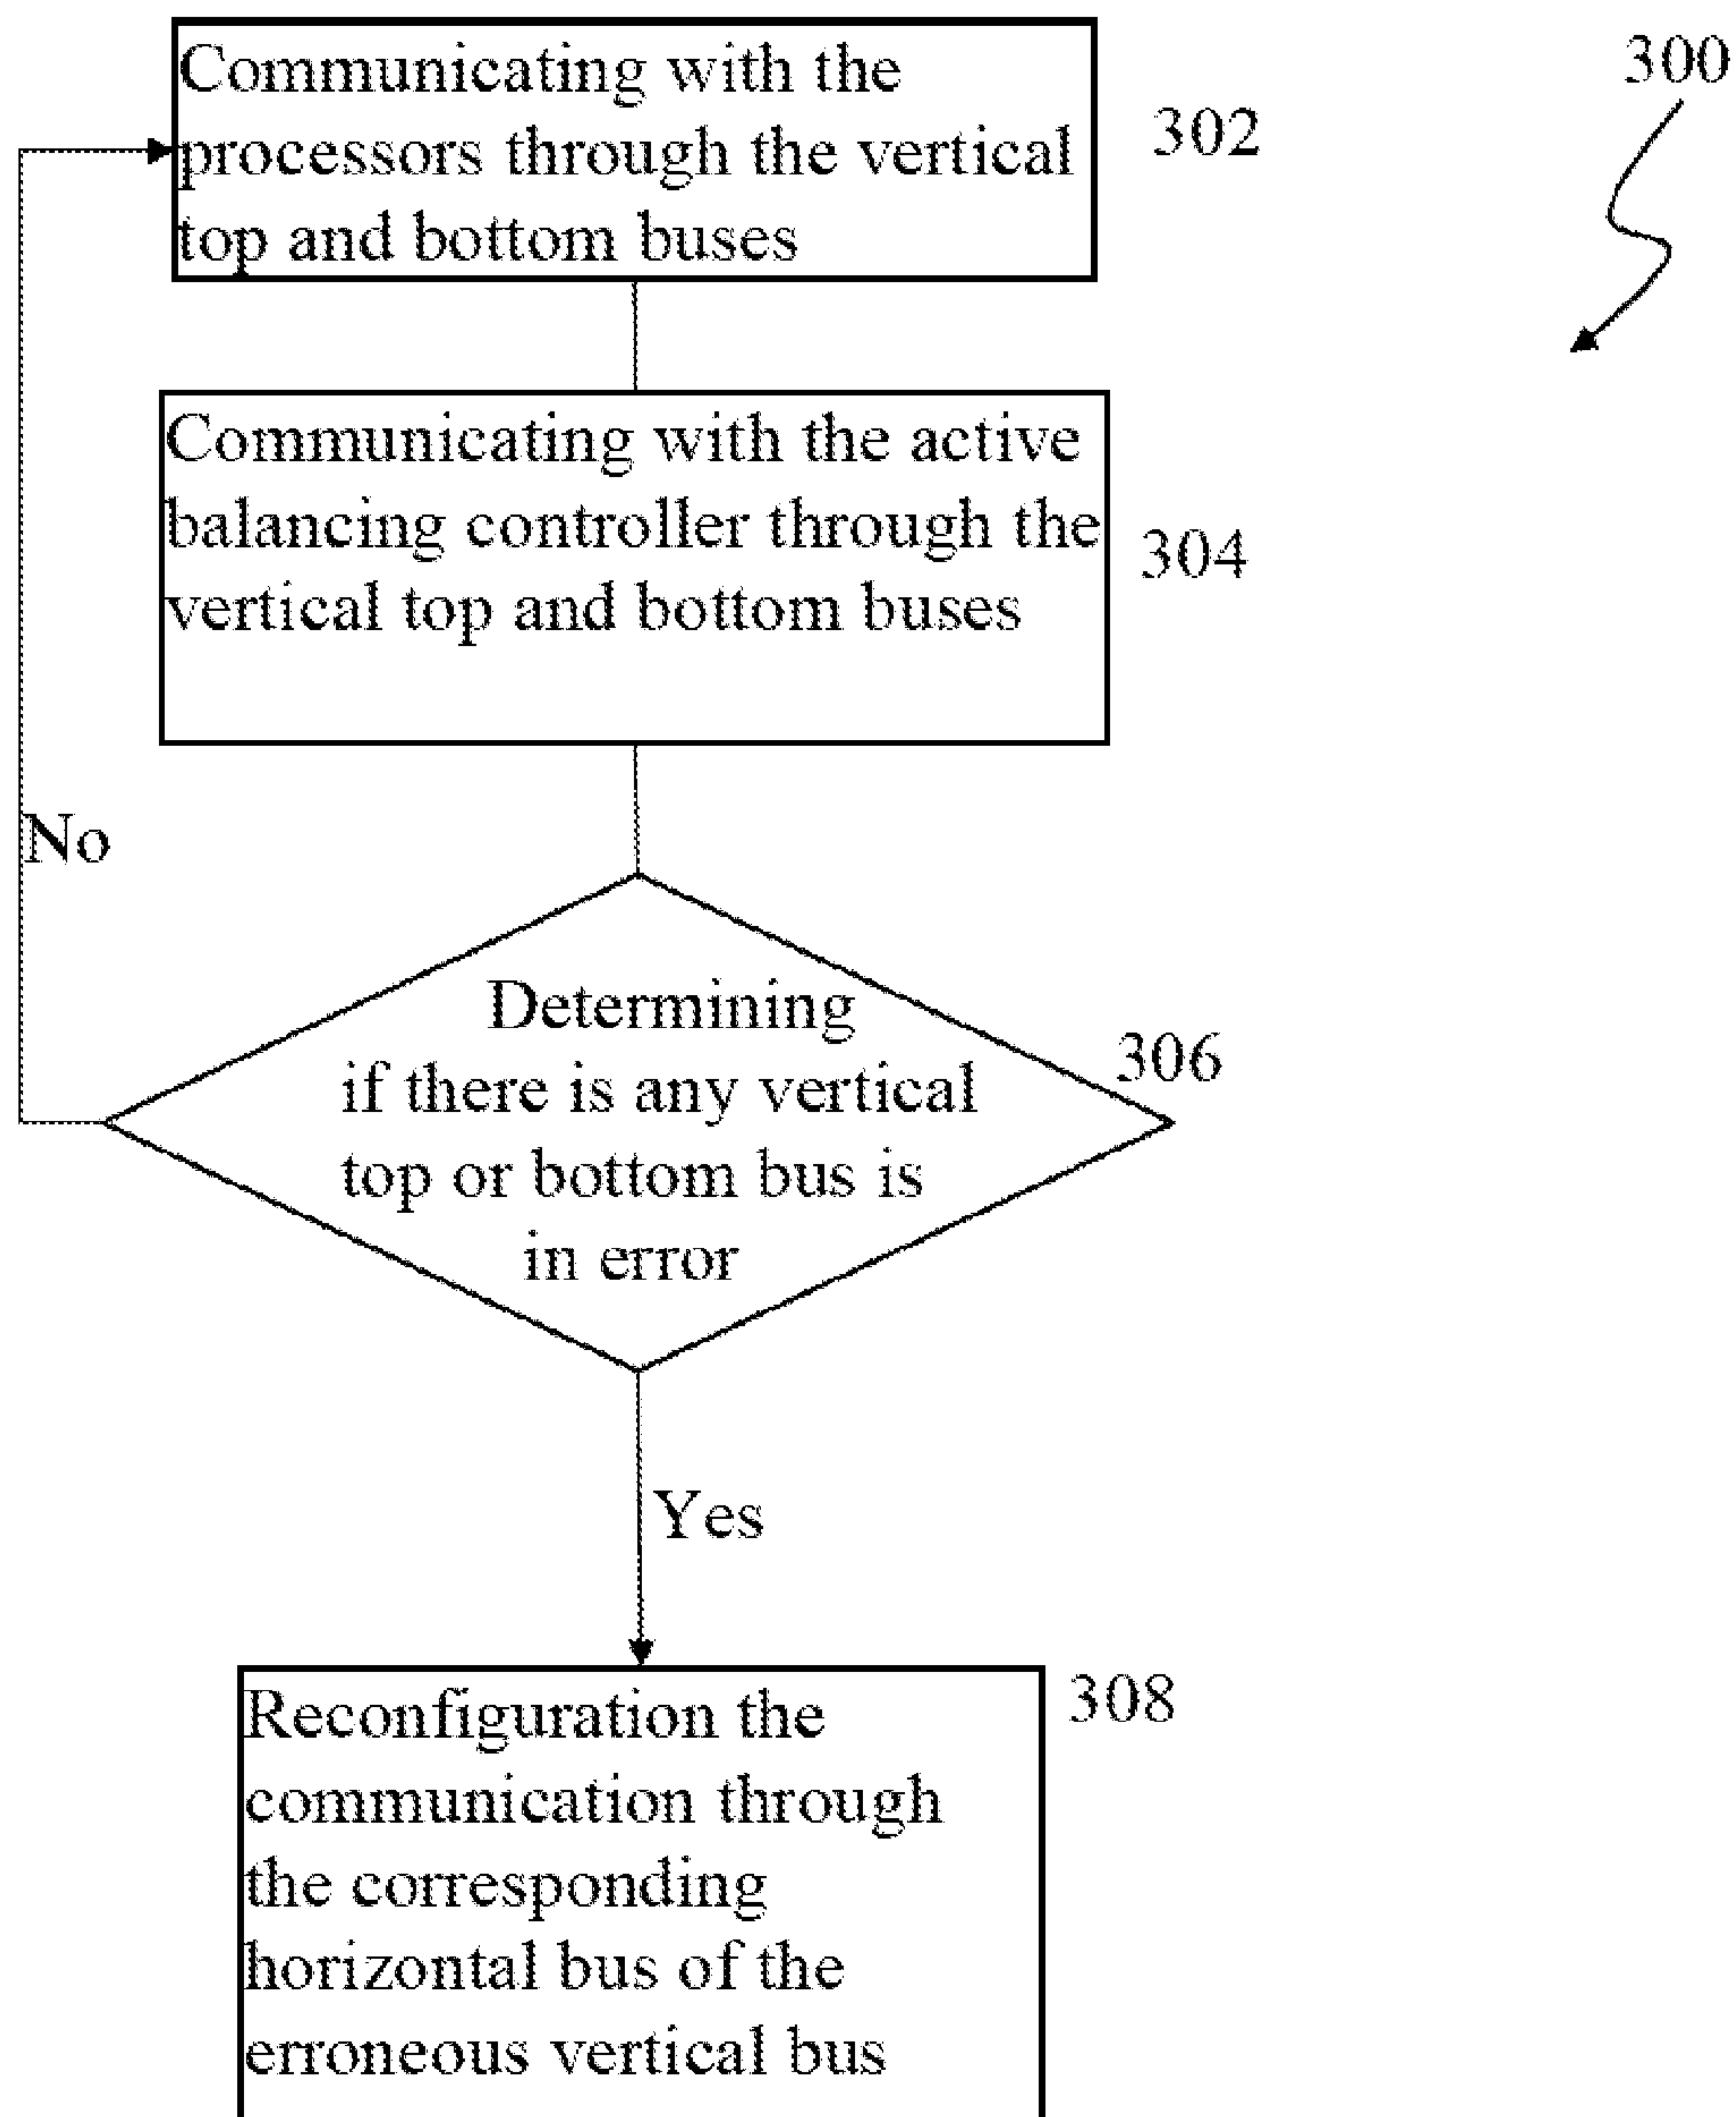 Communicating with the
processors through the vertical
top and bottom buses
302
300
Communicating with the active
balancing controller through the
vertical top and bottom buses
304
No
Determining
if there is any vertical
top or bottom bus is
in error
306
Yes
Reconfiguration the
communication through
the corresponding
horizontal bus of the
erroneous vertical bus
308